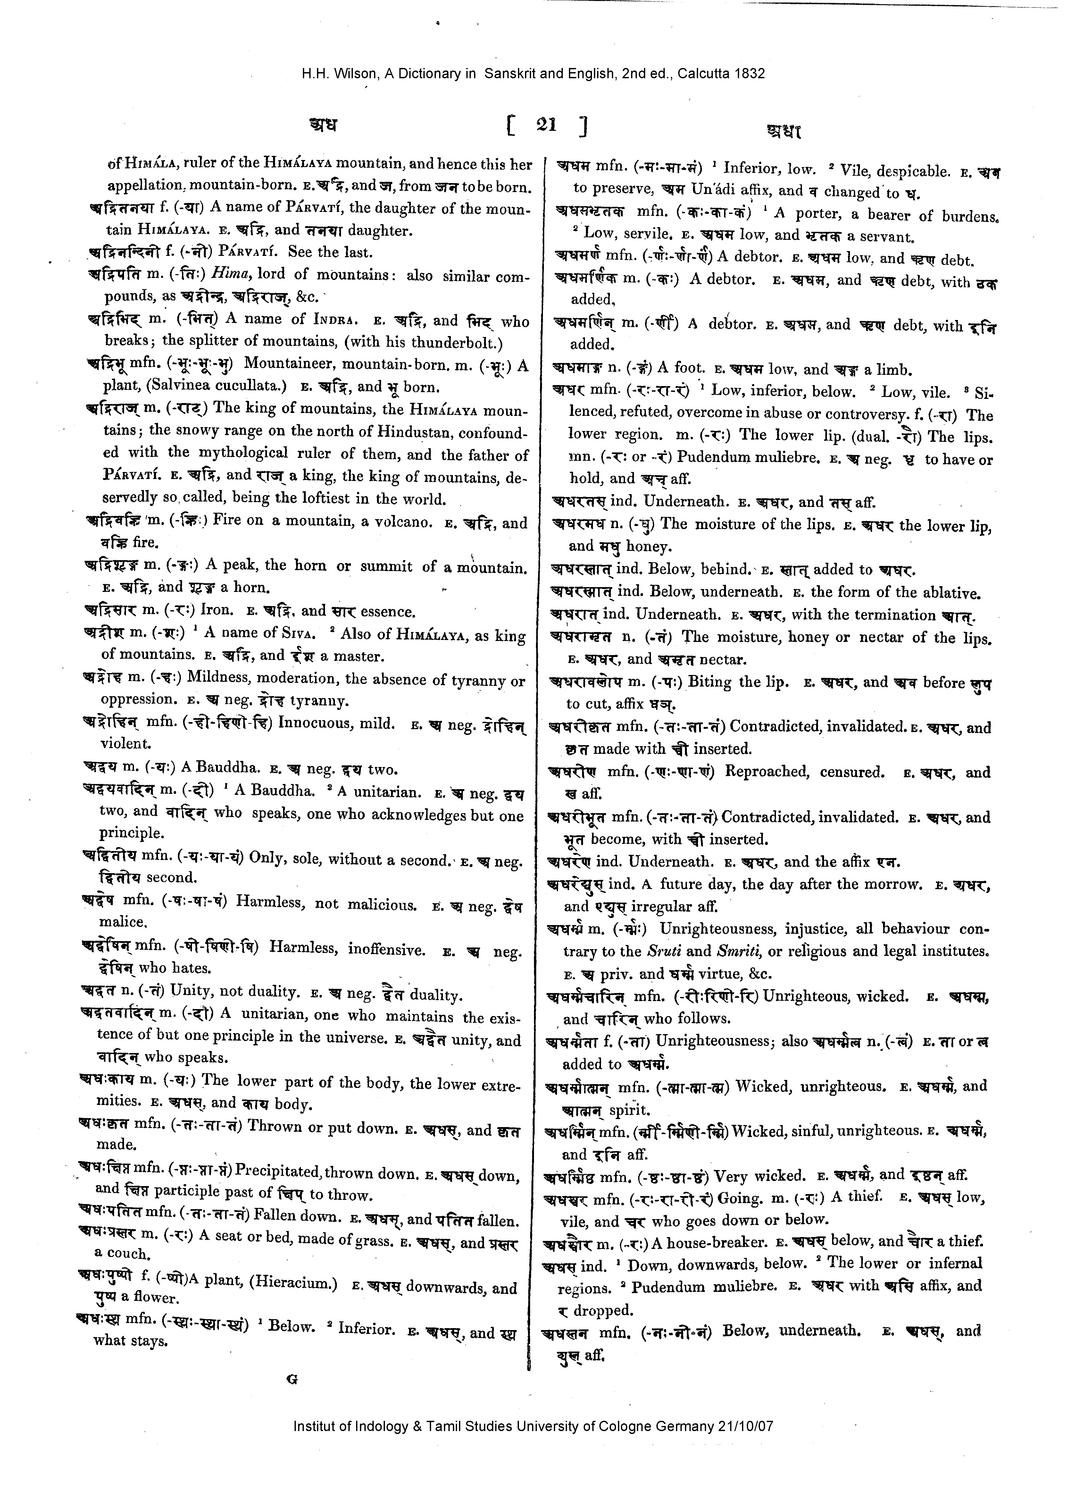 H.H. Wilson, A Dictionary in Sanskrit and English, 2nd ed., Calcutta 1832
अध [ 21 ] अधा
of HIMÁLA, ruler of the HIMÁLAYA mountain, and hence this her
appellation, mountain-born. E. अद्रि, and ज, from जन to be born.
अद्रितनया f. (-या) A name of PÁRVATÍ, the daughter of the moun-
tain HIMÁLAYA. E. अद्रि, and तनया daughter.
अद्रिनन्दिनी f. (-नी) PÁRVATÍ. See the last.
अद्रिपति m. (-तिः) Hima, lord of mountains: also similar com-
pounds, as अद्रीन्द्र, अद्रिराज्, &c.
अद्रिभिद् m. (-भित्) A name of INDRA. E. अद्रि, and भिद् who
breaks; the splitter of mountains, (with his thunderbolt.)
अद्रिभू mfn. (-भूः-भूः-भु) Mountaineer, mountain-born. m. (-भूः) A
plant, (Salvinea cucullata.) E. अद्रि, and भू born.
अद्रिराज् m. (-राट्) The king of mountains, the HIMÁLAYA moun-
tains; the snowy range on the north of Hindustan, confound-
ed with the mythological ruler of them, and the father of
PÁRVATÍ. E. अद्रि, and राज् a king, the king of mountains, de-
servedly so called, being the loftiest in the world.
अद्रिवह्नि m. (-ह्निः) Fire on a mountain, a volcano. E. अद्रि, and
वह्नि fire.
अद्रिशृङ्ग m. (-ङ्गः) A peak, the horn or summit of a mountain.
E. अद्रि, and शृङ्ग a horn.
अद्रिसार m. (-रः) Iron. E. अद्रि, and सार essence.
अद्रीश m. (-शः) ¹ A name of SIVA. ² Also of HIMÁLAYA, as king
of mountains. E. अद्रि, and ईश a master.
अद्रोह m. (-हः) Mildness, moderation, the absence of tyranny or
oppression. E. अ neg. द्रोह tyranny.
अद्रोहिन् mfn. (-ही-हिणी-हि) Innocuous, mild. E. अ neg. द्रोहिन्
violent.
अद्वय m. (-यः) A Bauddha. E. अ neg. द्वय two.
अद्वयवादिन् m. (-दी) ¹ A Bauddha. ² A unitarian. E. अ neg. द्वय
two, and वादिन् who speaks, one who acknowledges but one
principle.
अद्वितीय mfn. (-यः-या-यं) Only, sole, without a second. E. अ neg.
द्वितीय second.
अद्वेष mfn. (-षः-षा-षं) Harmless, not malicious. E. अ neg. द्वेष
malice.
अद्वेषिन् mfn. (-षी-षिणी-षि) Harmless, inoffensive. E. अ neg.
द्वेषिन् who hates.
अद्वैत n. (-तं) Unity, not duality. E. अ neg. द्वैत duality.
अद्वैतवादिन् m. (-दी) A unitarian, one who maintains the exis-
tence of but one principle in the universe. E. अद्वैत unity, and
वादिन् who speaks.
अधःकाय m. (-यः) The lower part of the body, the lower extre-
mities. E. अधस्, and काय body.
अधःकृत mfn. (-तः-ता-तं) Thrown or put down. E. अधस्, and कृत
made.
अधःक्षिप्त mfn. (-प्तः-प्ता-प्तं) Precipitated, thrown down. E. अधस् down,
and क्षिप्त participle past of क्षिप् to throw.
अधःपतित mfn. (-तः-ता-तं) Fallen down. E. अधस्, and पतित fallen.
अधःप्रस्तर m. (-रः) A seat or bed, made of grass. E. अधस्, and प्रस्तर
a couch.
अधःपुष्पी f. (-ष्पी) A plant, (Hieracium.) E. अधस् downwards, and
पुष्प a flower.
अधःस्थ mfn. (-स्थः-स्था-स्थं) ¹ Below. ² Inferior. E. अधस्, and स्थ
what stays.
G
अधम mfn. (-मः-मा-मं) ¹ Inferior, low. ² Vile, despicable. E. अव
to preserve, अम Un'ádi affix, and व changed to ध.
अधमभृतक mfn. (-कः-का-कं) ¹ A porter, a bearer of burdens.
² Low, servile. E. अधम low, and भृतक a servant.
अधमर्ण mfn. (-र्णः-र्णा-र्णं) A debtor. E. अधम low, and ऋण debt.
अधमर्णिक m. (-कः) A debtor. E. अधम, and ऋण debt, with ठक
added,
अधमर्णिन् m. (-र्णी) A debtor. E. अधम, and ऋण debt, with इनि
added.
अधमाङ्ग n. (-ङ्गं) A foot. E. अधम low, and अङ्ग a limb.
अधर mfn. (-रः-रा-रं) ¹ Low, inferior, below. ² Low, vile. ³ Si-
lenced, refuted, overcome in abuse or controversy. f. (-रा) The
lower region. m. (-रः) The lower lip. (dual. -रौ) The lips.
mn. (-रः or -रं) Pudendum muliebre. E. अ neg. धृ to have or
hold, and अच् aff.
अधरतस् ind. Underneath. E. अधर, and तस् aff.
अधरमध n. (-धु) The moisture of the lips. E. अधर the lower lip,
and मधु honey.
अधरस्तात् ind. Below, behind. E. स्तात् added to अधर.
अधरस्मात् ind. Below, underneath. E. the form of the ablative.
अधरात् ind. Underneath. E. अधर, with the termination आत्.
अधरामृत n. (-तं) The moisture, honey or nectar of the lips.
E. अधर, and अमृत nectar.
अधरावलोप m. (-पः) Biting the lip. E. अधर, and अव before लुप
to cut, affix घञ्.
अधरीकृत mfn. (-तः-ता-तं) Contradicted, invalidated. E. अधर, and
कृत made with च्वी inserted.
अधरीण mfn. (-णः-णा-णं) Reproached, censured. E. अधर, and
ख aff.
अधरीभूत mfn. (-तः-ता-तं) Contradicted, invalidated. E. अधर, and
भूत become, with च्वी inserted.
अधरेण ind. Underneath. E. अधर, and the affix एन.
अधरेद्युस् ind. A future day, the day after the morrow. E. अधर,
and एद्युस् irregular aff.
अधर्म्म m. (-र्म्मः) Unrighteousness, injustice, all behaviour con-
trary to the Sruti and Smriti, or religious and legal institutes.
E. अ priv. and धर्म्म virtue, &c.
अधर्म्मचारिन् mfn. (-रीःरिणी-रि) Unrighteous, wicked. E. अधर्म्म,
and चारिन् who follows.
अधर्म्मता f. (-ता) Unrighteousness; also अधर्म्मत्व n. (-त्वं) E. ता or त्व
added to अधर्म्म.
अधर्म्मात्मन् mfn. (-त्मा-त्मा-त्म) Wicked, unrighteous. E. अधर्म्म, and
आत्मन् spirit.
अधर्म्मिन् mfn. (र्म्मी-र्म्मिणी-र्म्मि) Wicked, sinful, unrighteous. E. अधर्म्म,
and इनि aff.
अधर्म्मिष्ठ mfn. (-ष्ठः-ष्ठा-ष्ठं) Very wicked. E. अधर्म्म, and इष्ठन् aff.
अधश्चर mfn. (-रः-रा-री-रं) Going. m. (-रः) A thief. E. अधस् low,
vile, and चर who goes down or below.
अधश्चौर m. (-रः) A house-breaker. E. अधस् below, and चौर a thief.
अधस् ind. ¹ Down, downwards, below. ² The lower or infernal
regions. ³ Pudendum muliebre. E. अधर with असि affix, and
र dropped.
अधस्तन mfn. (-नः-नी-नं) Below, underneath. E. अधस्, and
aff.
Institut of Indology & Tamil Studies University of Cologne Germany 21/10/07